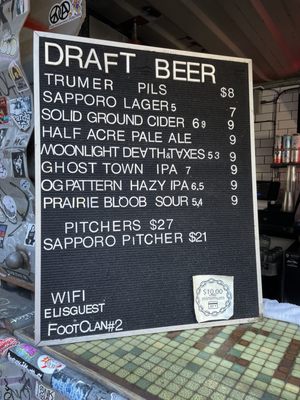 DRAFT BEER
TRUMER PILS $8
SAPPORO LAGER 5 7
SOLID GROUND CIDER 6 9 9
HALF ACRE PALE ALE 9
MOONLIGHT DEATH&TAXES 5 3 9
GHOST TOWN IPA 7 9
OG PATTERN HAZY IPA 6.5 9
PRAIRIE BLOOB SOUR 5,4 9
PITCHERS $27
SAPPORO PiTCHER $21
WIFI
ELISGUEST
FOOTCLAN#2
$10.00
minimum